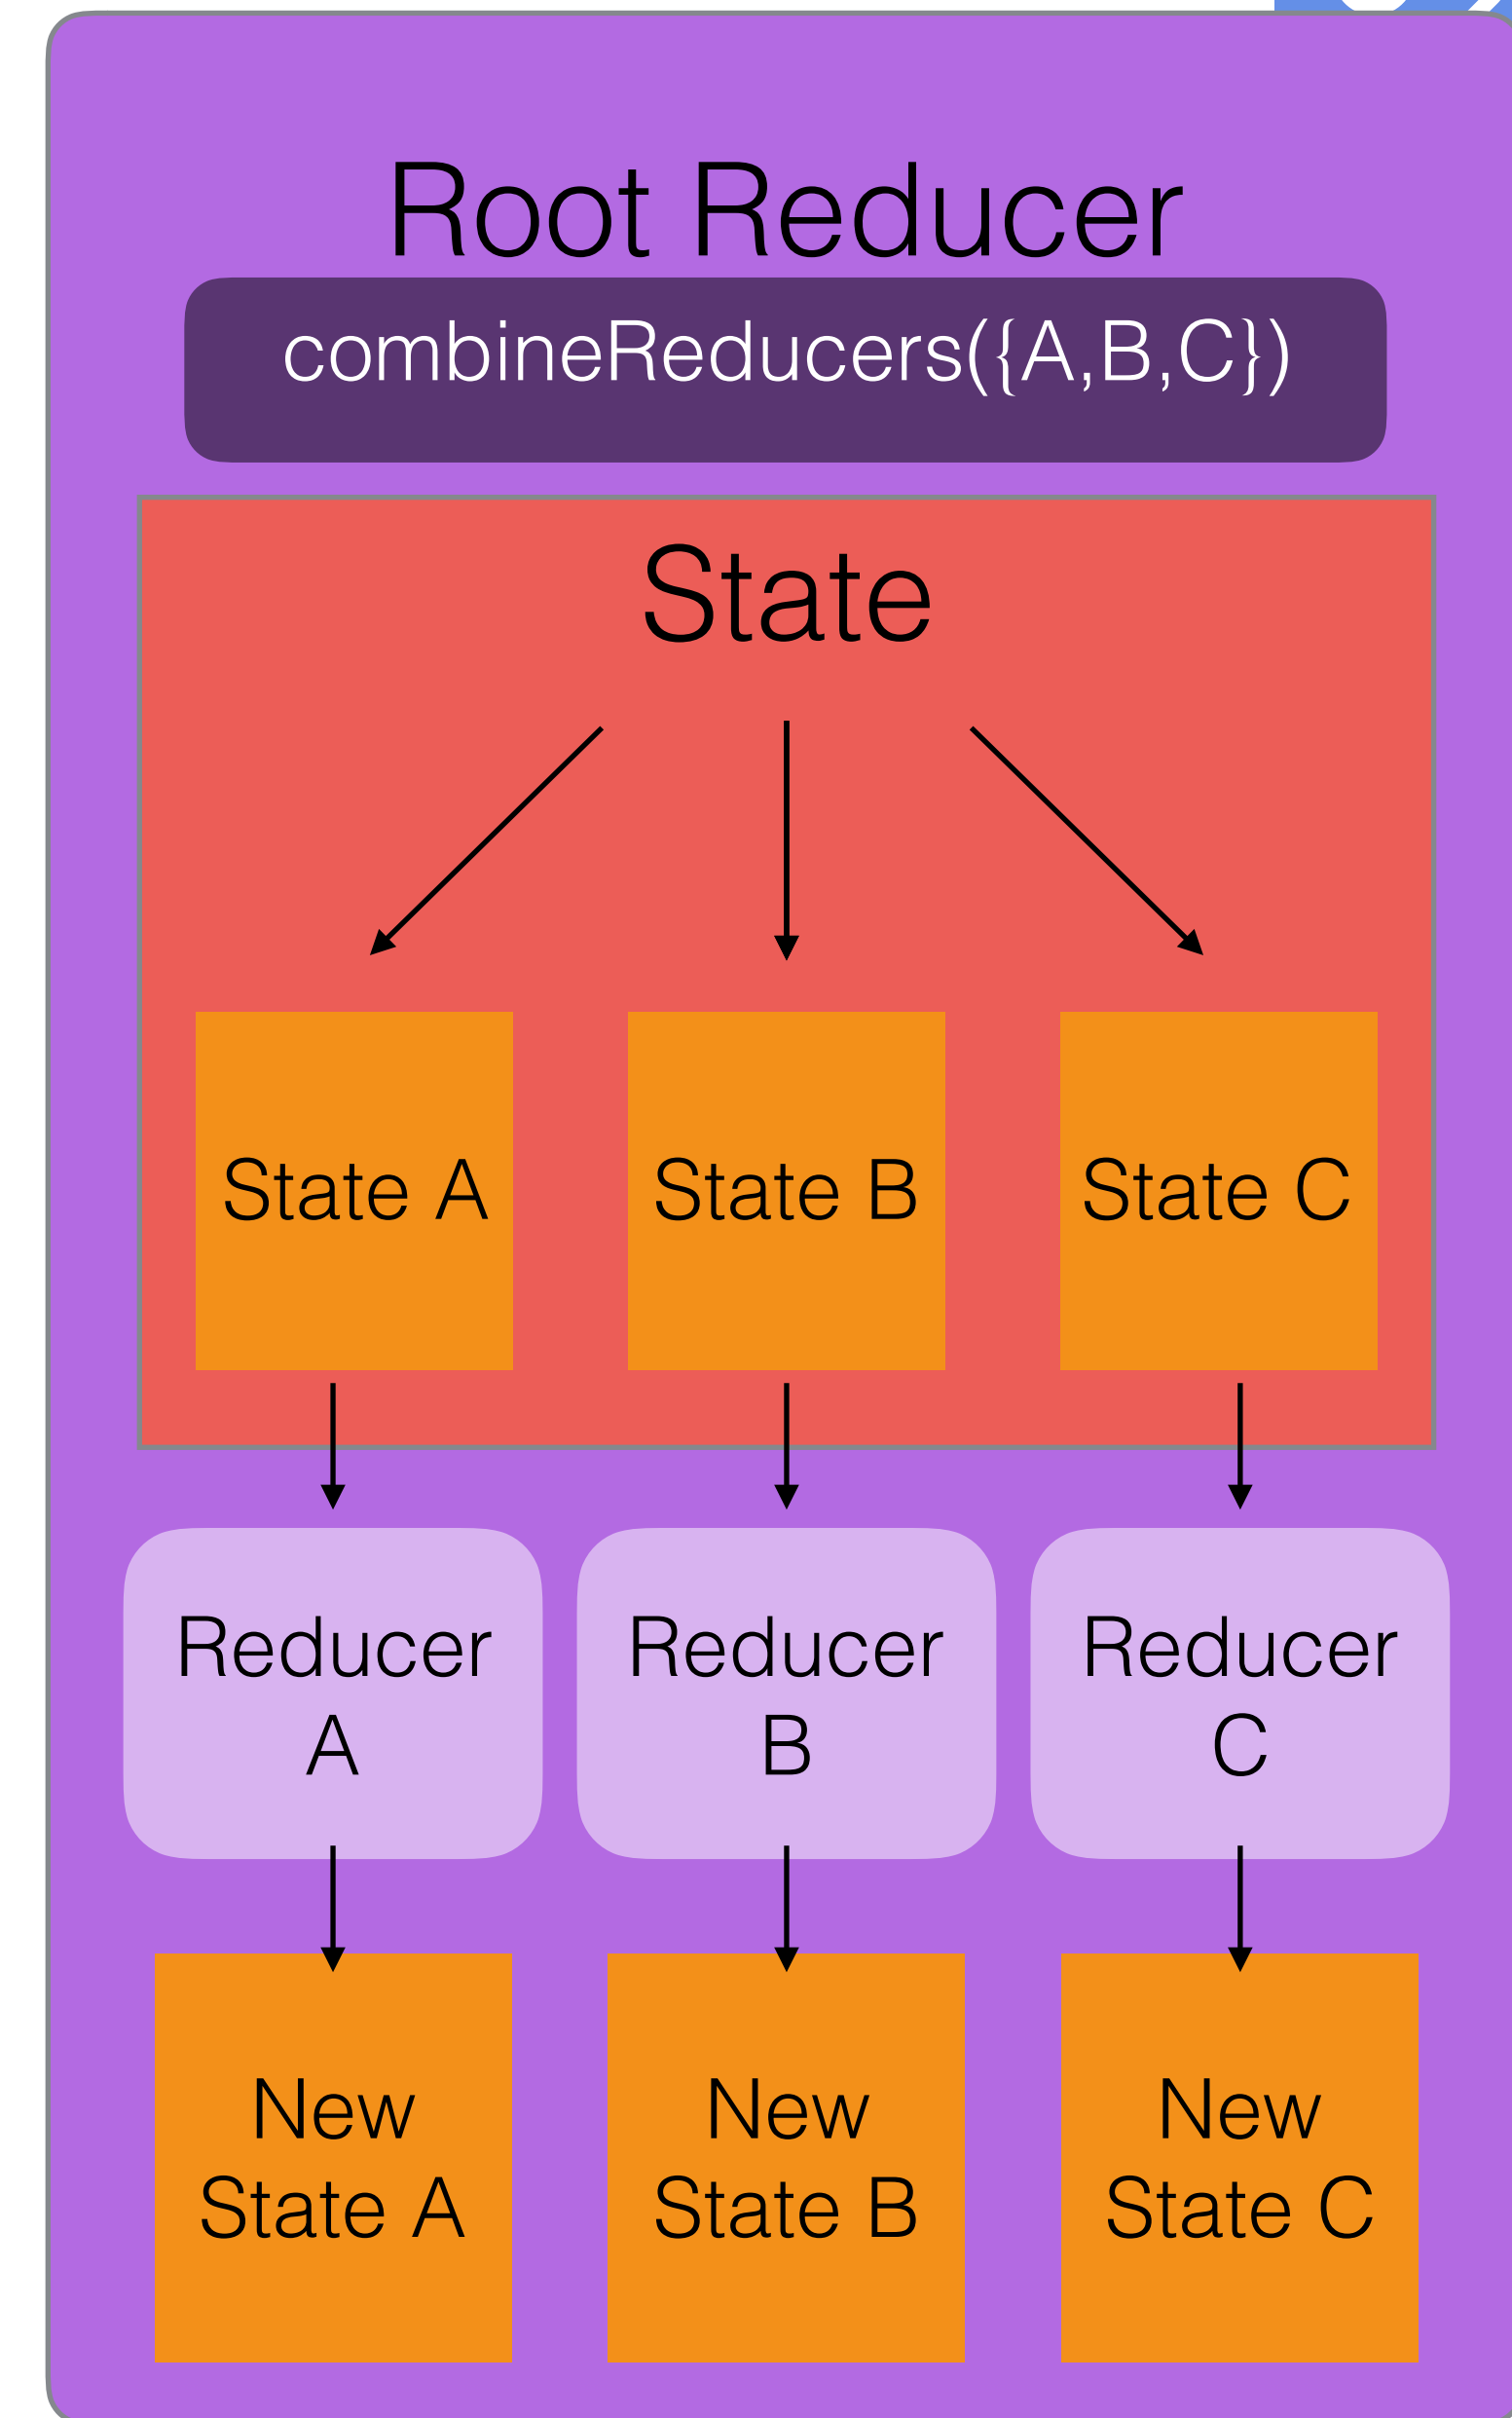 Root Reducer
combineReducers({A,B,C})
State
State A
State B
State C
Reducer
A
Reducer
B
Reducer
C
New
State A
New
State B
New
State C